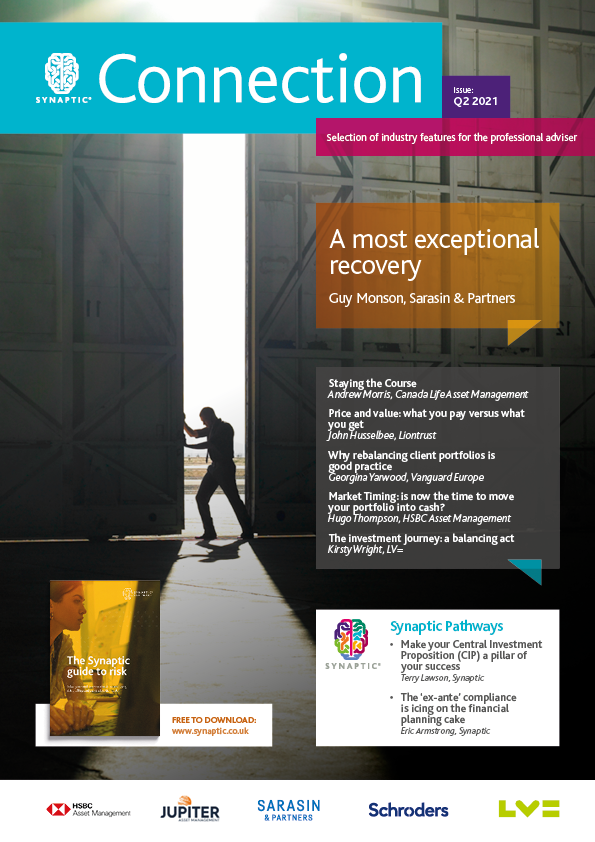 SYNAPTIC®
Connection
Issue:
Q2 2021
Selection of industry features for the professional adviser
A most exceptional
recovery
Guy Monson, Sarasin & Partners
Staying the Course
Andrew Morris, Canada Life Asset Management
Price and value: what you pay versus what
you get
John Husselbee, Liontrust
Why rebalancing client portfolios is
good practice
Georgina Yarwood, Vanguard Europe
Market Timing: is now the time to move
your portfolio into cash?
Hugo Thompson, HSBC Asset Management
The investment Journey: a balancing act
Kirsty Wright, LV=
The Synaptic
guide to risk
FREE TO DOWNLOAD:
www.synaptic.co.uk
SYNAPTIC®
Synaptic Pathways
• Make your Central Investment
Proposition (CIP) a pillar of
your success
Terry Lawson, Synaptic
• The ‘ex-ante’ compliance
is icing on the financial
planning cake
Eric Armstrong, Synaptic
HSBC
Asset Management
JUPITER
ASSET MANAGEMENT
SARASIN
& PARTNERS
Schroders
LV=